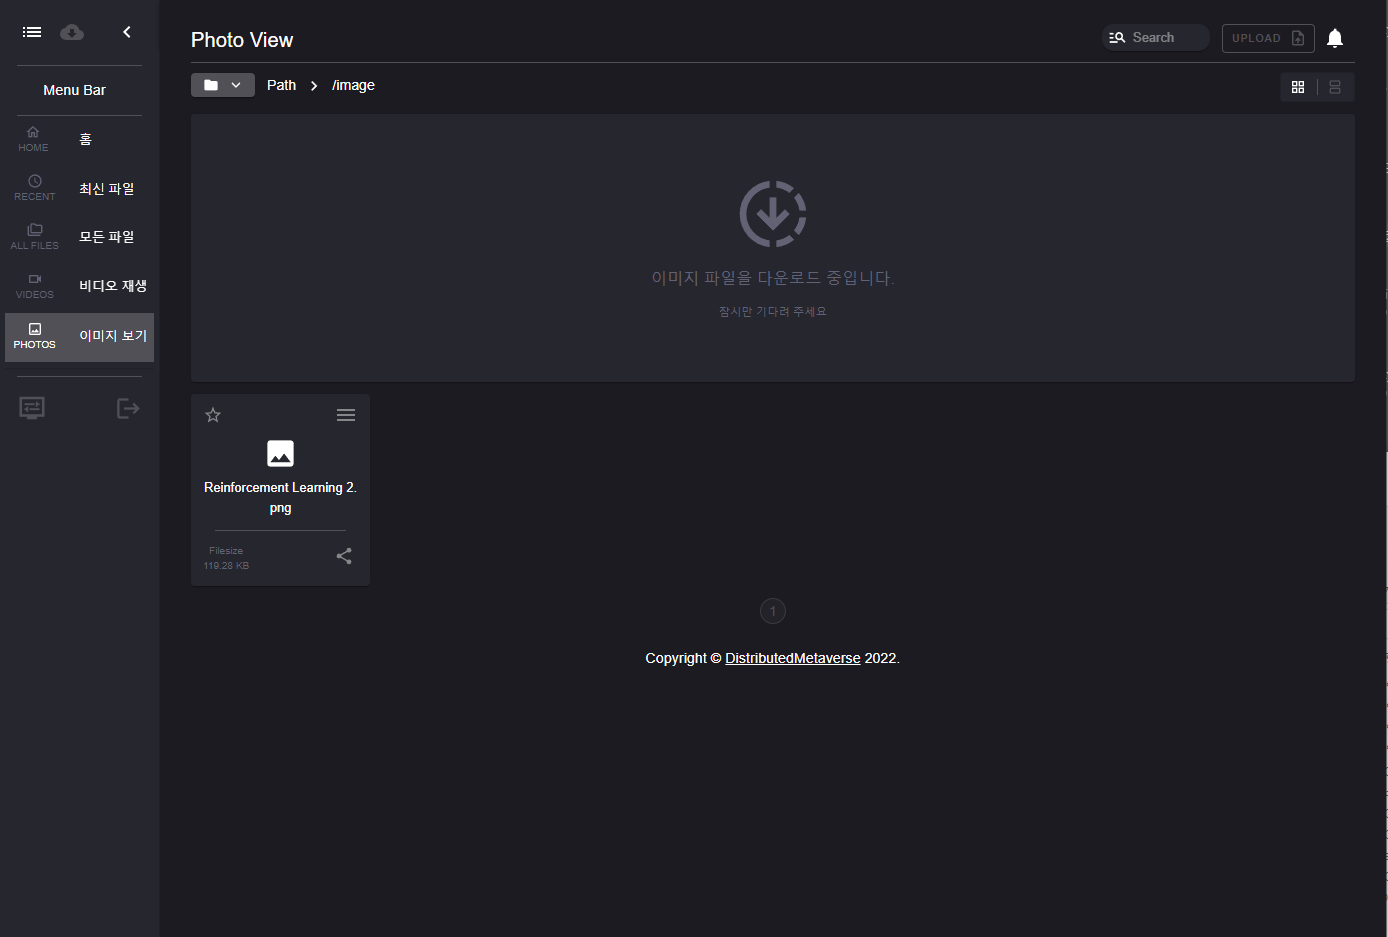 Menu Bar
HOME 홈
RECENT 최신 파일
ALL FILES 모든 파일
VIDEOS 비디오 재생
PHOTOS 이미지 보기
Photo View
Search
UPLOAD
Path
/image
이미지 파일을 다운로드 중입니다.
잠시만 기다려 주세요
Reinforcement Learning 2.
png
Filesize
119.28 KB
1
Copyright © DistributedMetaverse 2022.